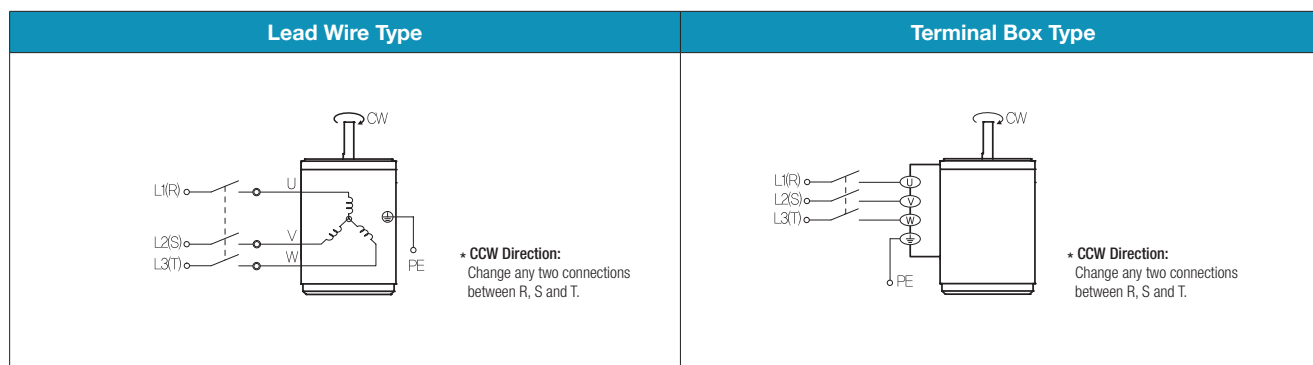 Lead Wire Type
Terminal Box Type
CW
L1(R)
U
L2(S)
V
L3(T)
W
PE
* CCW Direction:
Change any two connections
between R, S and T.
CW
L1(R)
U
L2(S)
V
L3(T)
W
PE
* CCW Direction:
Change any two connections
between R, S and T.